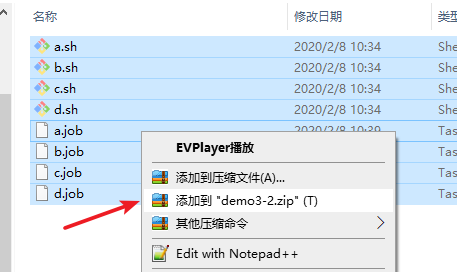 名称 修改日期 类型
a.sh 2020/2/8 10:34 She
b.sh 2020/2/8 10:34 She
c.sh 2020/2/8 10:34 She
d.sh 2020/2/8 10:34 She
a.job 2020/2/8 10:39 Tas
b.job Tas
c.job Tas
d.job Tas
EVPlayer播放
添加到压缩文件(A)...
添加到 "demo3-2.zip" (T)
其他压缩命令
Edit with Notepad++